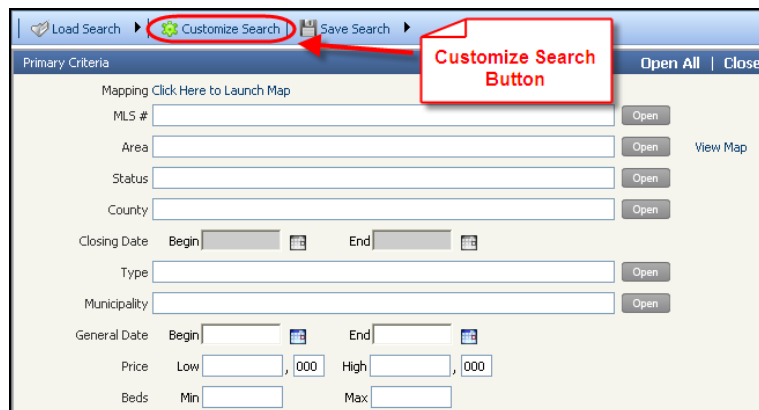 Load Search Customize Search Save Search
Customize Search
Button
Primary Criteria Open All | Close
Mapping Click Here to Launch Map
MLS # Open
Area Open View Map
Status Open
County Open
Closing Date Begin End
Type Open
Municipality Open
General Date Begin End
Price Low , 000 High , 000
Beds Min Max